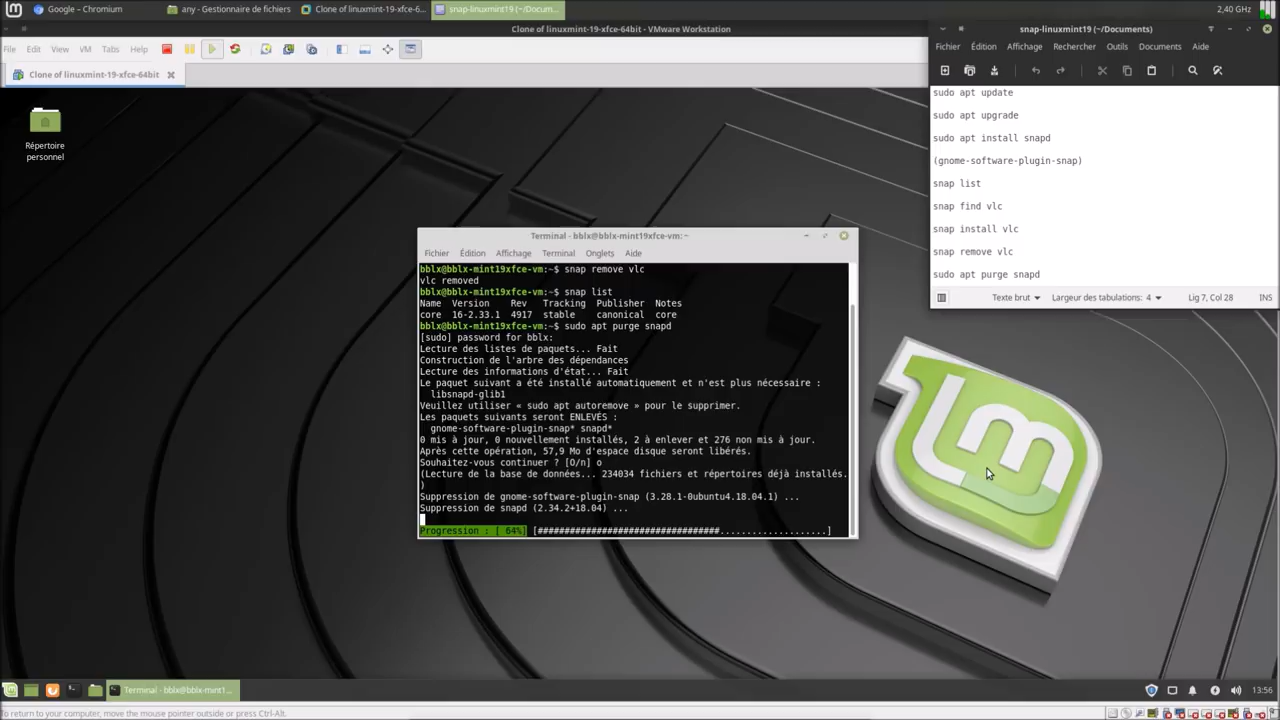 Google – Chromium
any - Gestionnaire de fichiers
Clone of linuxmint-19-xfce-6...
snap-linuxmint19 (~/Docum...
2,40 GHz
Clone of linuxmint-19-xfce-64bit - VMware Workstation
File Edit View VM Tabs Help
Clone of linuxmint-19-xfce-64bit
Répertoire
personnel
snap-linuxmint19 (~/Documents)
Fichier Édition Affichage Rechercher Outils Documents Aide
sudo apt update
sudo apt upgrade
sudo apt install snapd
(gnome-software-plugin-snap)
snap list
snap find vlc
snap install vlc
snap remove vlc
sudo apt purge snapd
Texte brut Largeur des tabulations: 4 Lig 7, Col 28 INS
Terminal - bblx@bblx-mint19xfce-vm: ~
Fichier Édition Affichage Terminal Onglets Aide
bblx@bblx-mint19xfce-vm:~$ snap remove vlc
vlc removed
bblx@bblx-mint19xfce-vm:~$ snap list
Name Version Rev Tracking Publisher Notes
core 16-2.33.1 4917 stable canonical core
bblx@bblx-mint19xfce-vm:~$ sudo apt purge snapd
[sudo] password for bblx:
Lecture des listes de paquets... Fait
Construction de l'arbre des dépendances
Lecture des informations d'état... Fait
Le paquet suivant a été installé automatiquement et n'est plus nécessaire :
libsnapd-glib1
Veuillez utiliser « sudo apt autoremove » pour le supprimer.
Les paquets suivants seront ENLEVÉS :
gnome-software-plugin-snap* snapd*
0 mis à jour, 0 nouvellement installés, 2 à enlever et 276 non mis à jour.
Après cette opération, 57,9 Mo d'espace disque seront libérés.
Souhaitez-vous continuer ? [O/n] o
(Lecture de la base de données... 234034 fichiers et répertoires déjà installés.
)
Suppression de gnome-software-plugin-snap (3.28.1-0ubuntu4.18.04.1) ...
Suppression de snapd (2.34.2+18.04) ...
Progression : [ 64%] [##################################....................]
Terminal - bblx@bblx-mint1...
13:56
To return to your computer, move the mouse pointer outside or press Ctrl-Alt.